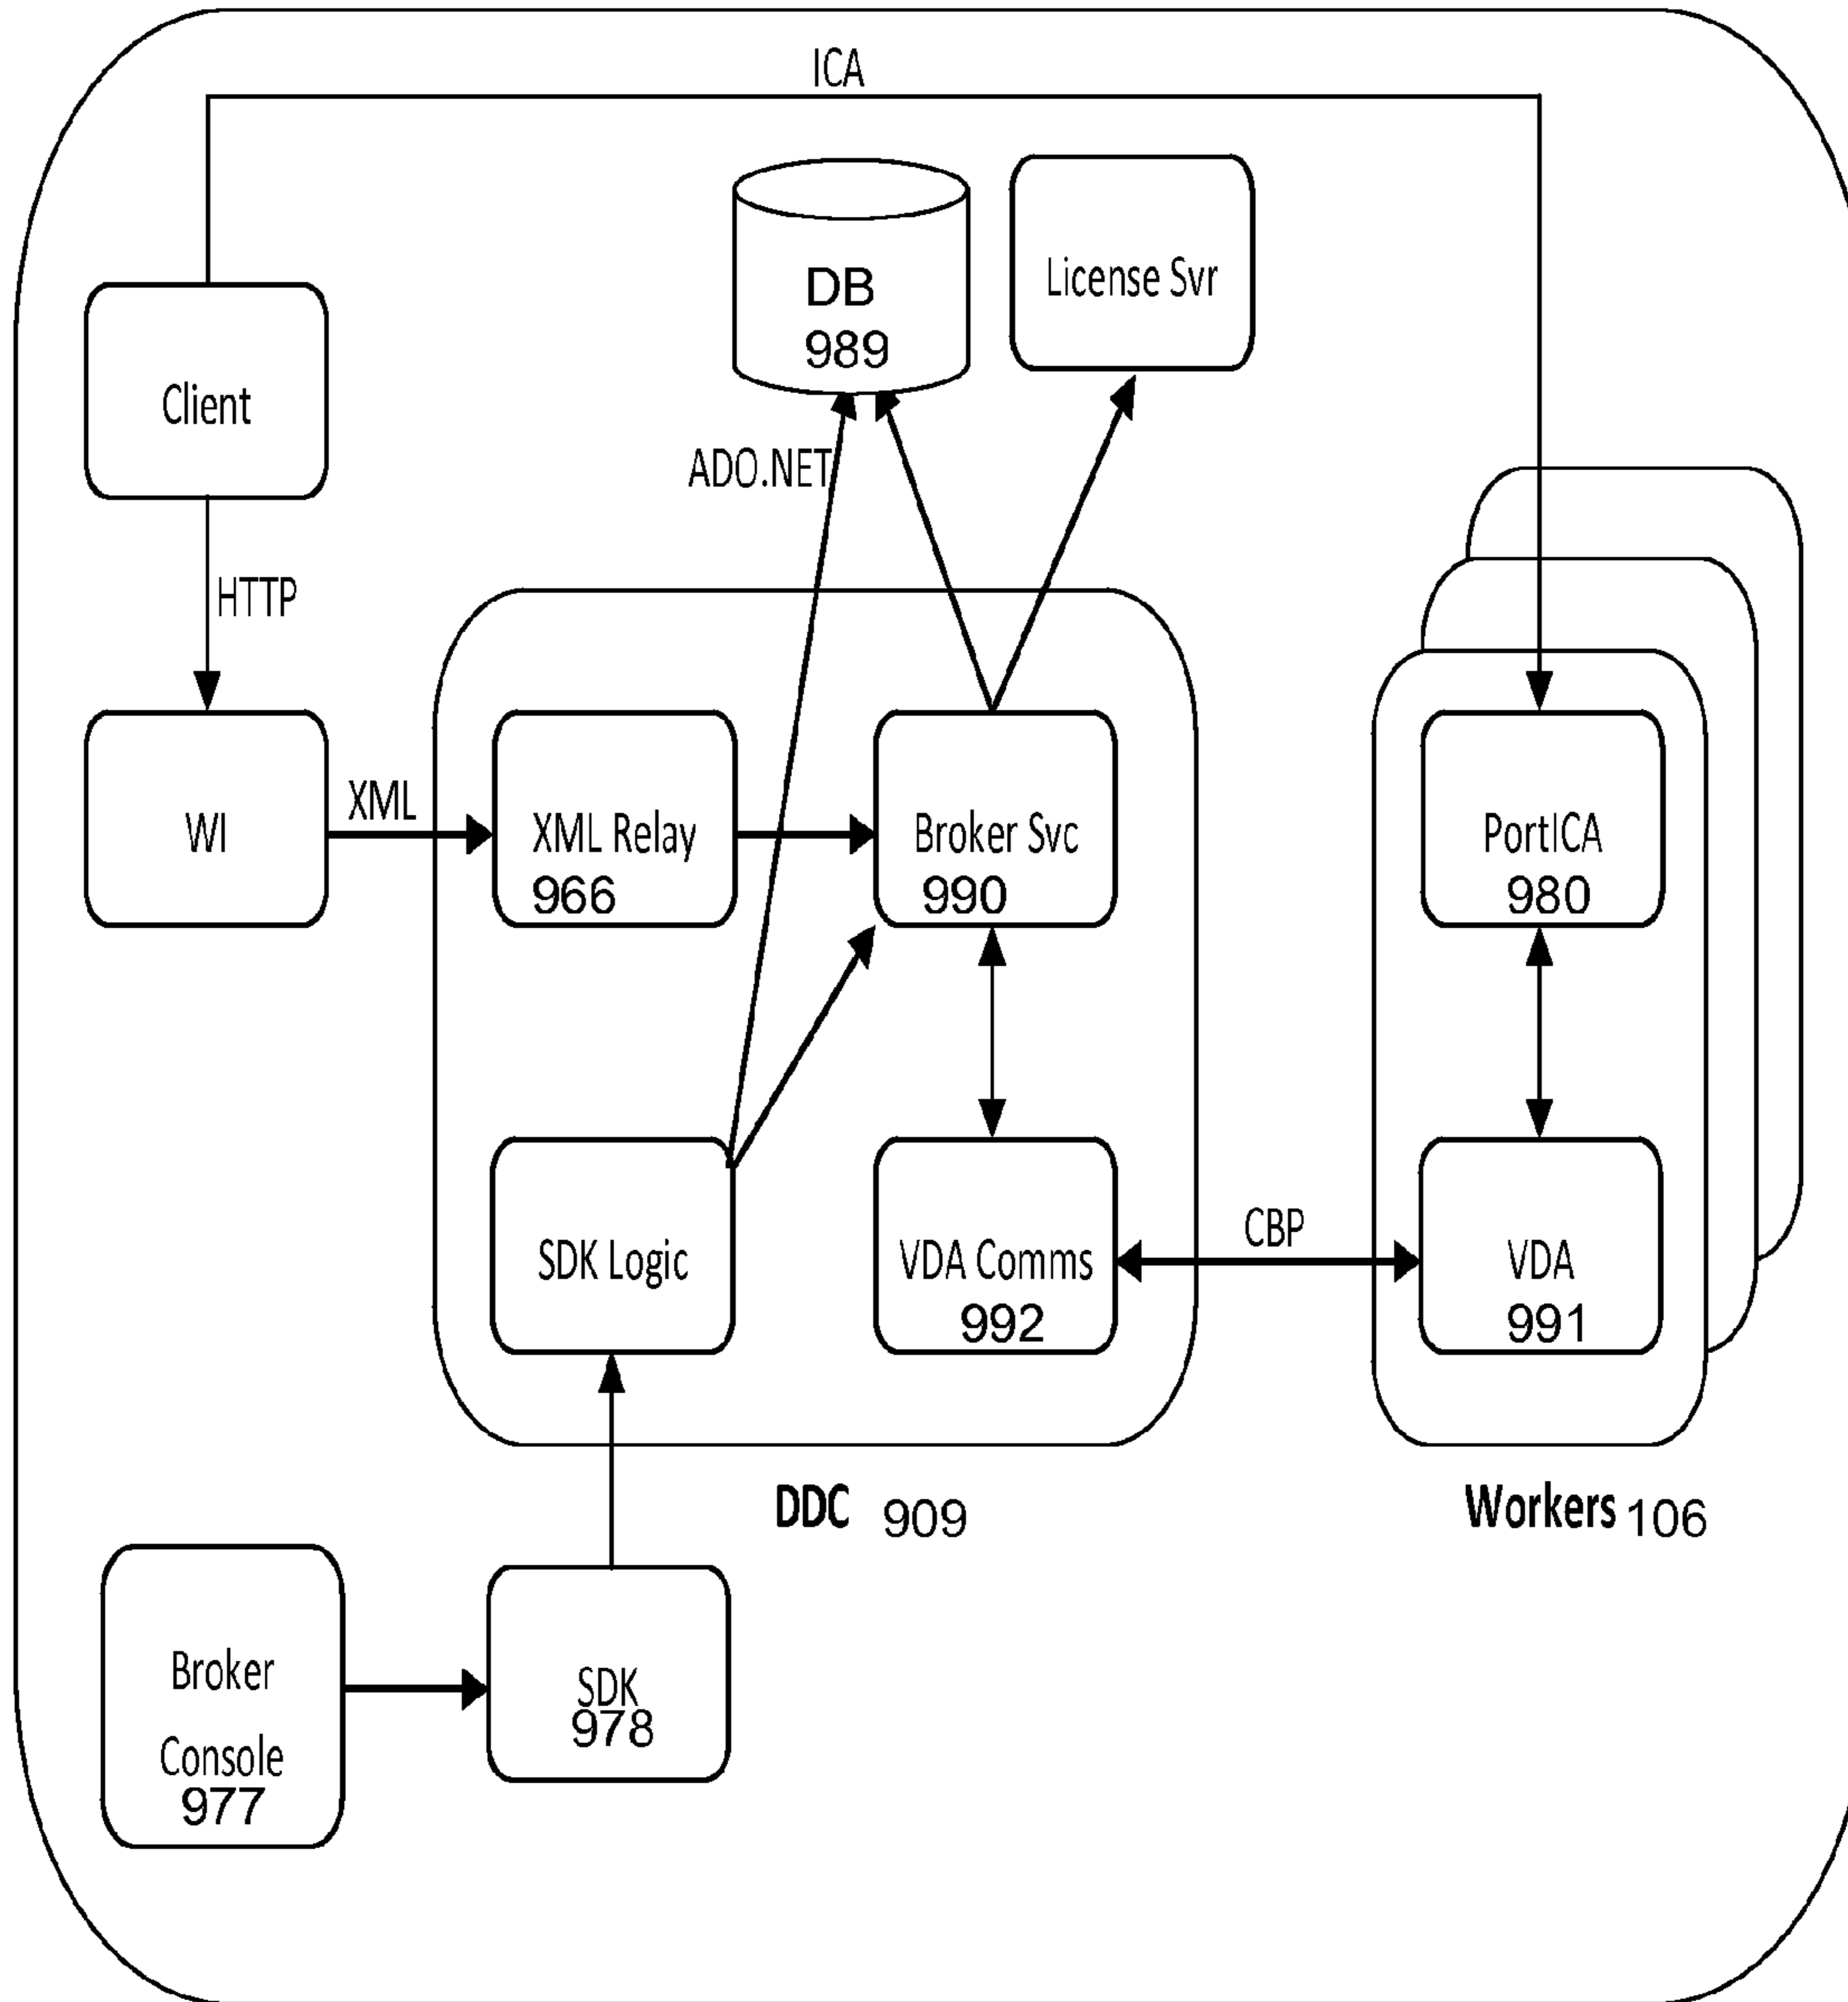 ICA
DB
989
License Svr
Client
ADO.NET
HTTP
WI
XML
XML Relay
966
Broker Svc
990
PortICA
980
SDK Logic
VDA Comms
992
CBP
VDA
991
DDC 909
Workers 106
Broker
Console
977
SDK
978